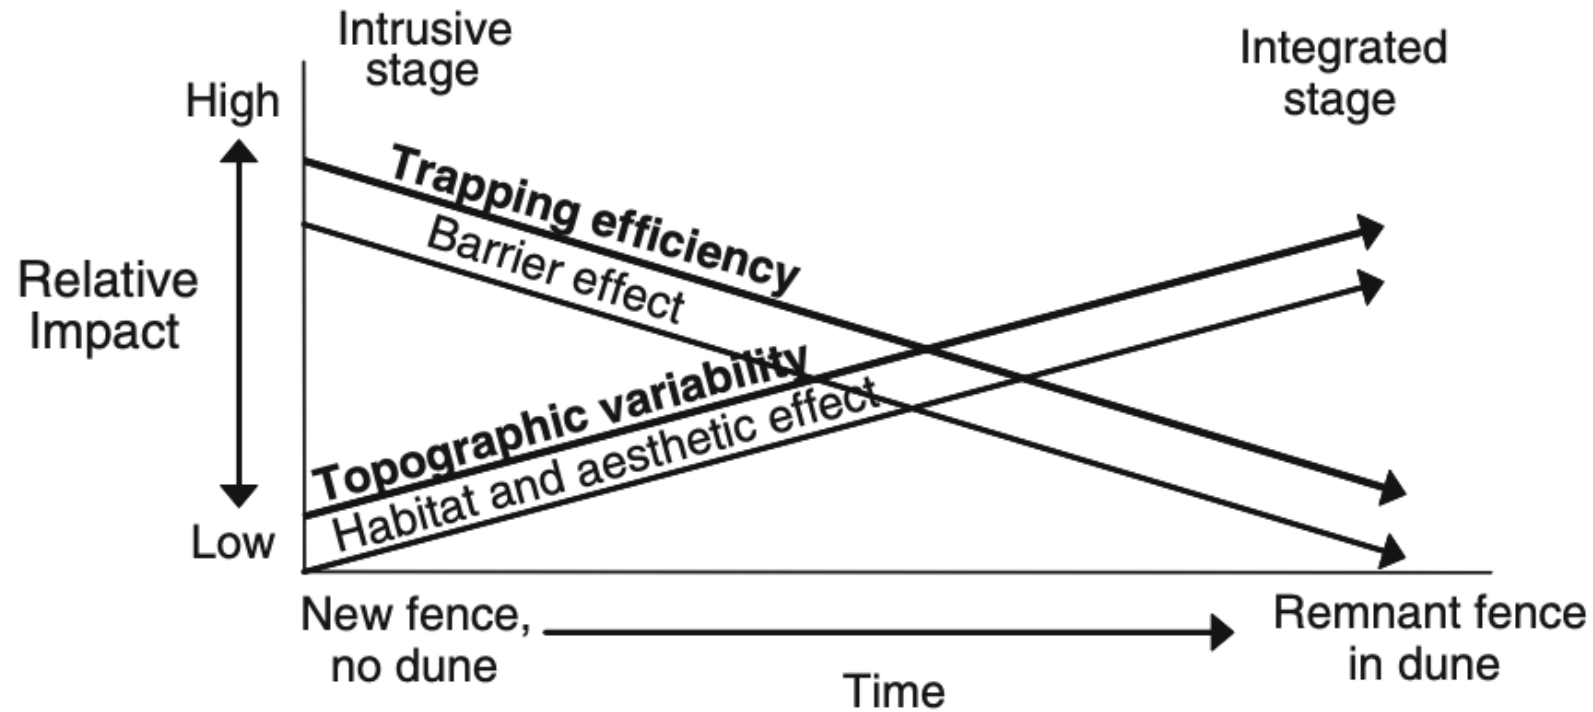 Intrusive
stage
Integrated
stage
High
Relative
Impact
Low
Trapping efficiency
Barrier effect
Topographic variability
Habitat and aesthetic effect
New fence,
no dune
Time
Remnant fence
in dune